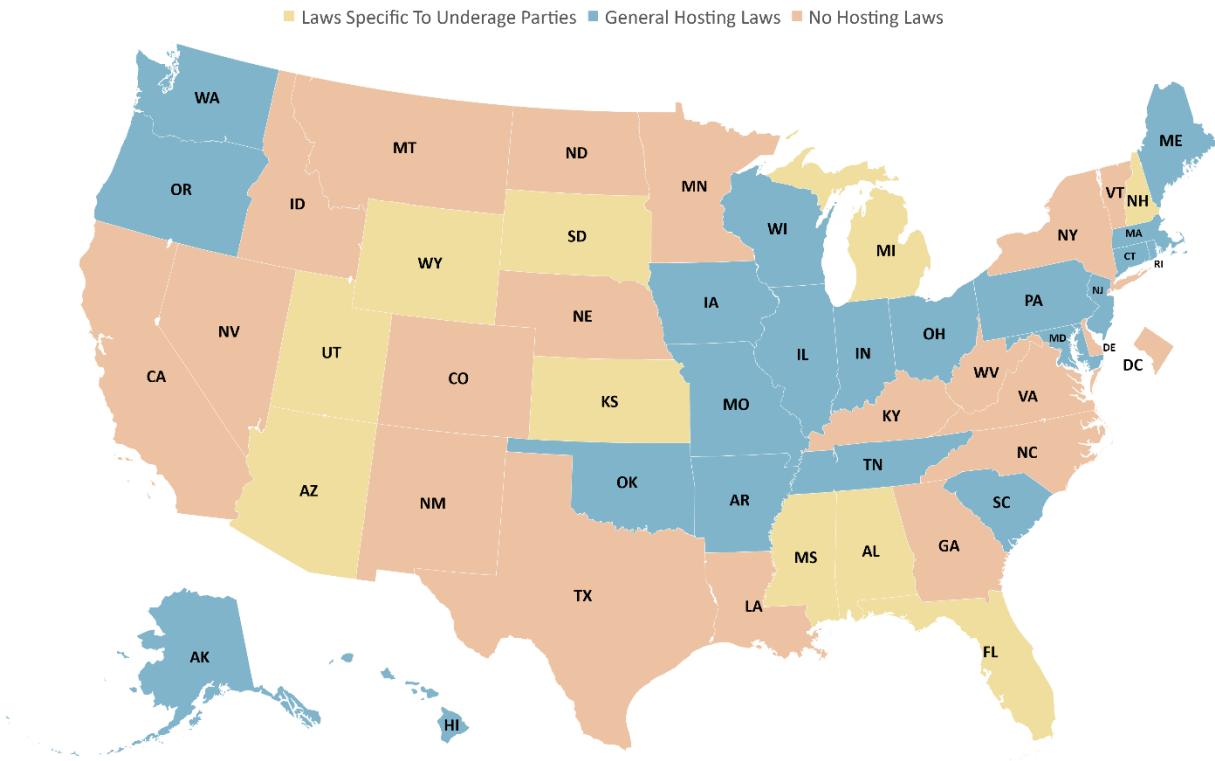 Laws Specific To Underage Parties General Hosting Laws No Hosting Laws
WA
ME
MT
ND
OR
MN
VT
NH
ID
WI
MA
NY
SD
MI
CT
RI
WY
NJ
IA
PA
NE
NV
OH
MD
DE
UT
IL
IN
DC
CA
CO
WV
VA
KS
MO
KY
NC
TN
OK
AZ
AR
SC
NM
GA
MS
AL
TX
LA
FL
AK
HI